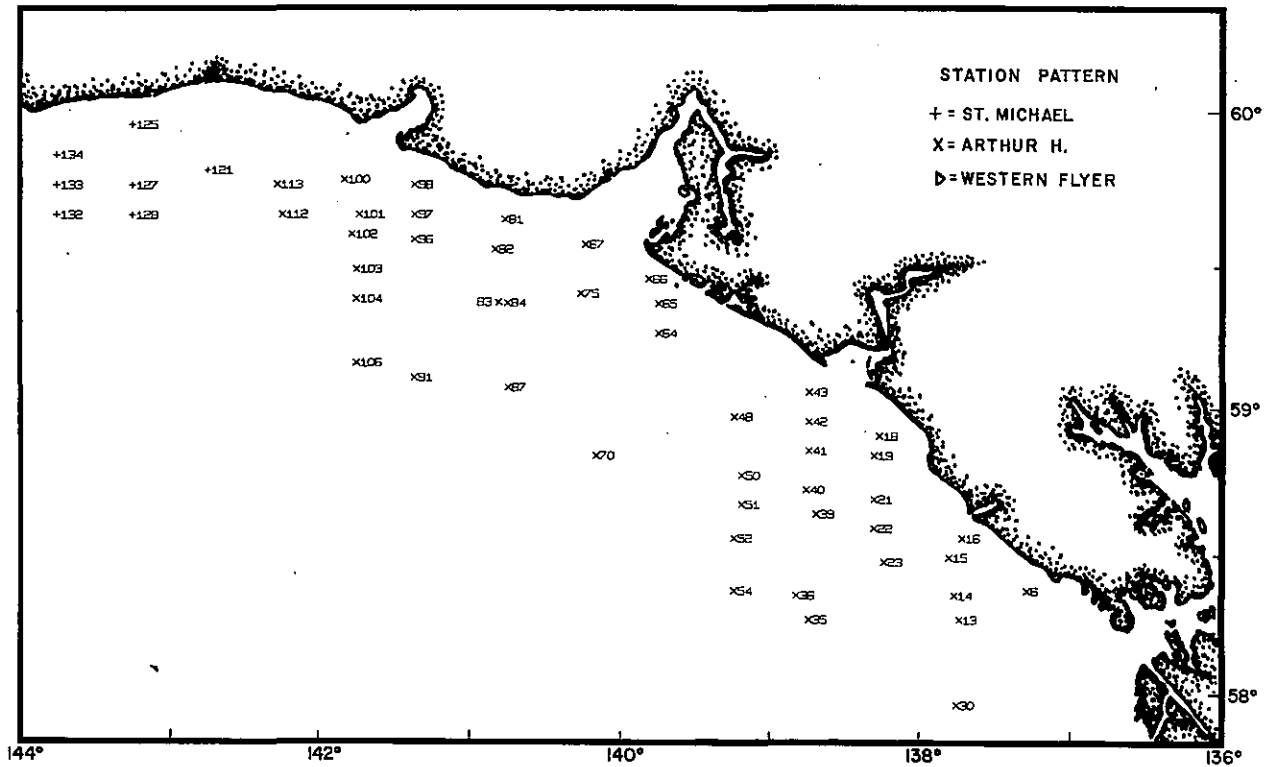 STATION PATTERN
+ = ST. MICHAEL
X = ARTHUR H.
D = WESTERN FLYER
60°
+125
+134
+121
+133
+127
x113
x100
x98
+132
+128
x112
x101
x97
x81
x102
x96
x82
x67
x103
x66
x104
83 x
x84
x75
x65
x64
x91
x87
x43
59°
x48
x42
x18
x41
x19
x70
x50
x40
x21
x51
x39
x22
x52
x16
x15
x23
x54
x36
x14
x6
x35
x13
58°
x30
144°
142°
140°
138°
136°